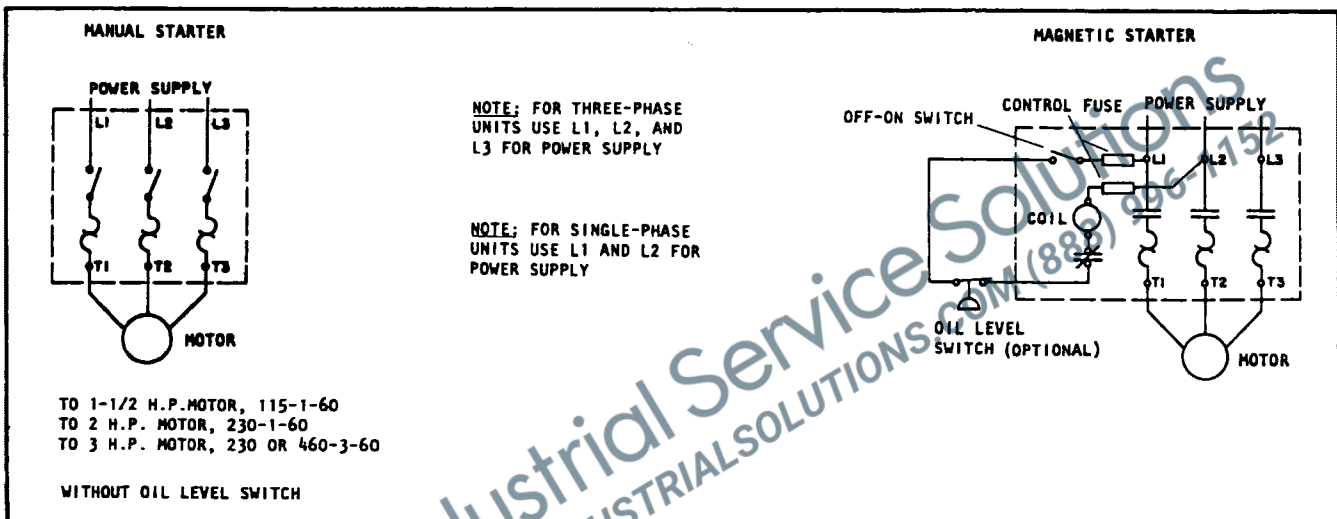 MANUAL STARTER
POWER SUPPLY
L1 L2 L3
T1 T2 T3
MOTOR
TO 1-1/2 H.P.MOTOR, 115-1-60
TO 2 H.P. MOTOR, 230-1-60
TO 3 H.P. MOTOR, 230 OR 460-3-60
WITHOUT OIL LEVEL SWITCH
NOTE: FOR THREE-PHASE
UNITS USE L1, L2, AND
L3 FOR POWER SUPPLY
NOTE: FOR SINGLE-PHASE
UNITS USE L1 AND L2 FOR
POWER SUPPLY
MAGNETIC STARTER
CONTROL FUSE POWER SUPPLY
OFF-ON SWITCH
L1 L2 L3
COIL
T1 T2 T3
OIL LEVEL
SWITCH (OPTIONAL)
MOTOR
ustrial Service Solutions
USTRIALSOLUTIONS.COM (888) 996-1152